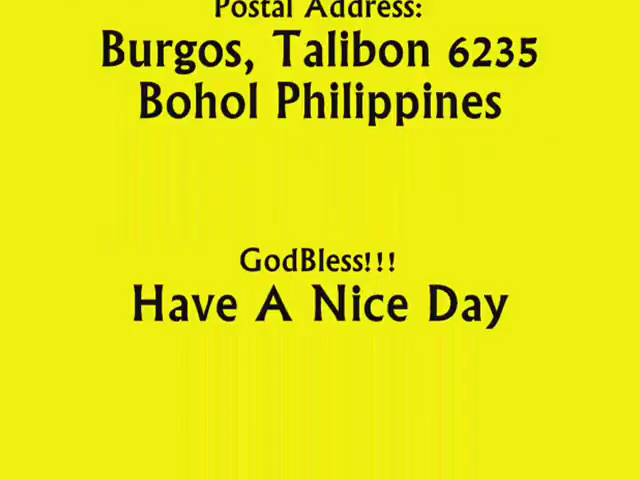 Postal Address:
Burgos, Talibon 6235
Bohol Philippines
GodBless!!!
Have A Nice Day